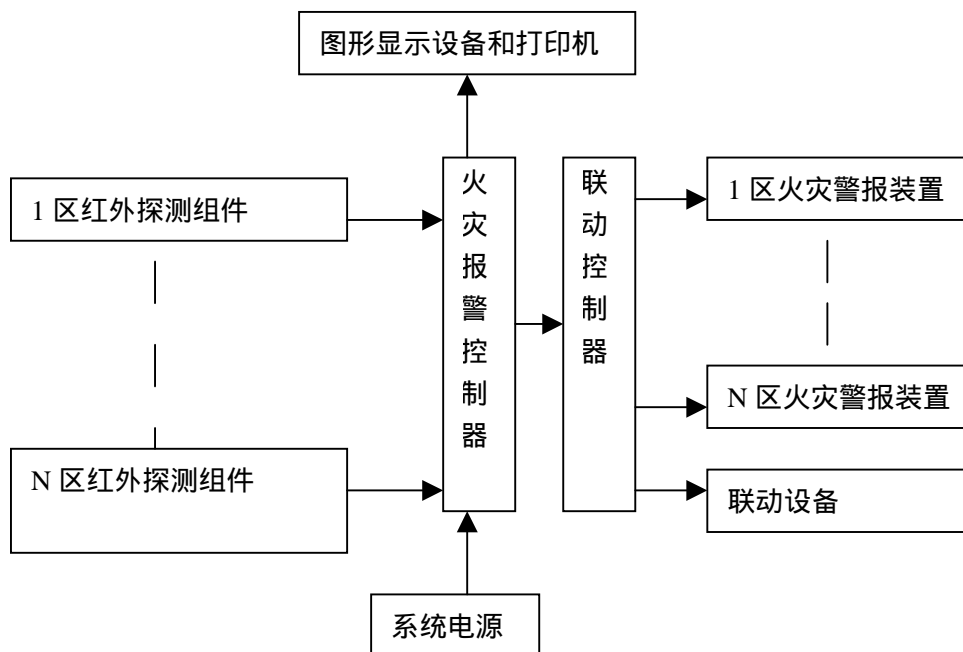 图形显示设备和打印机
1 区红外探测组件
火灾报警控制器
联动控制器
1 区火灾警报装置
N 区火灾警报装置
N 区红外探测组件
联动设备
系统电源